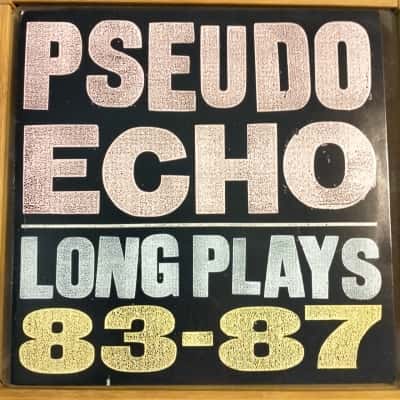 PSEUDO
ECHO
LONG PLAYS
83-87